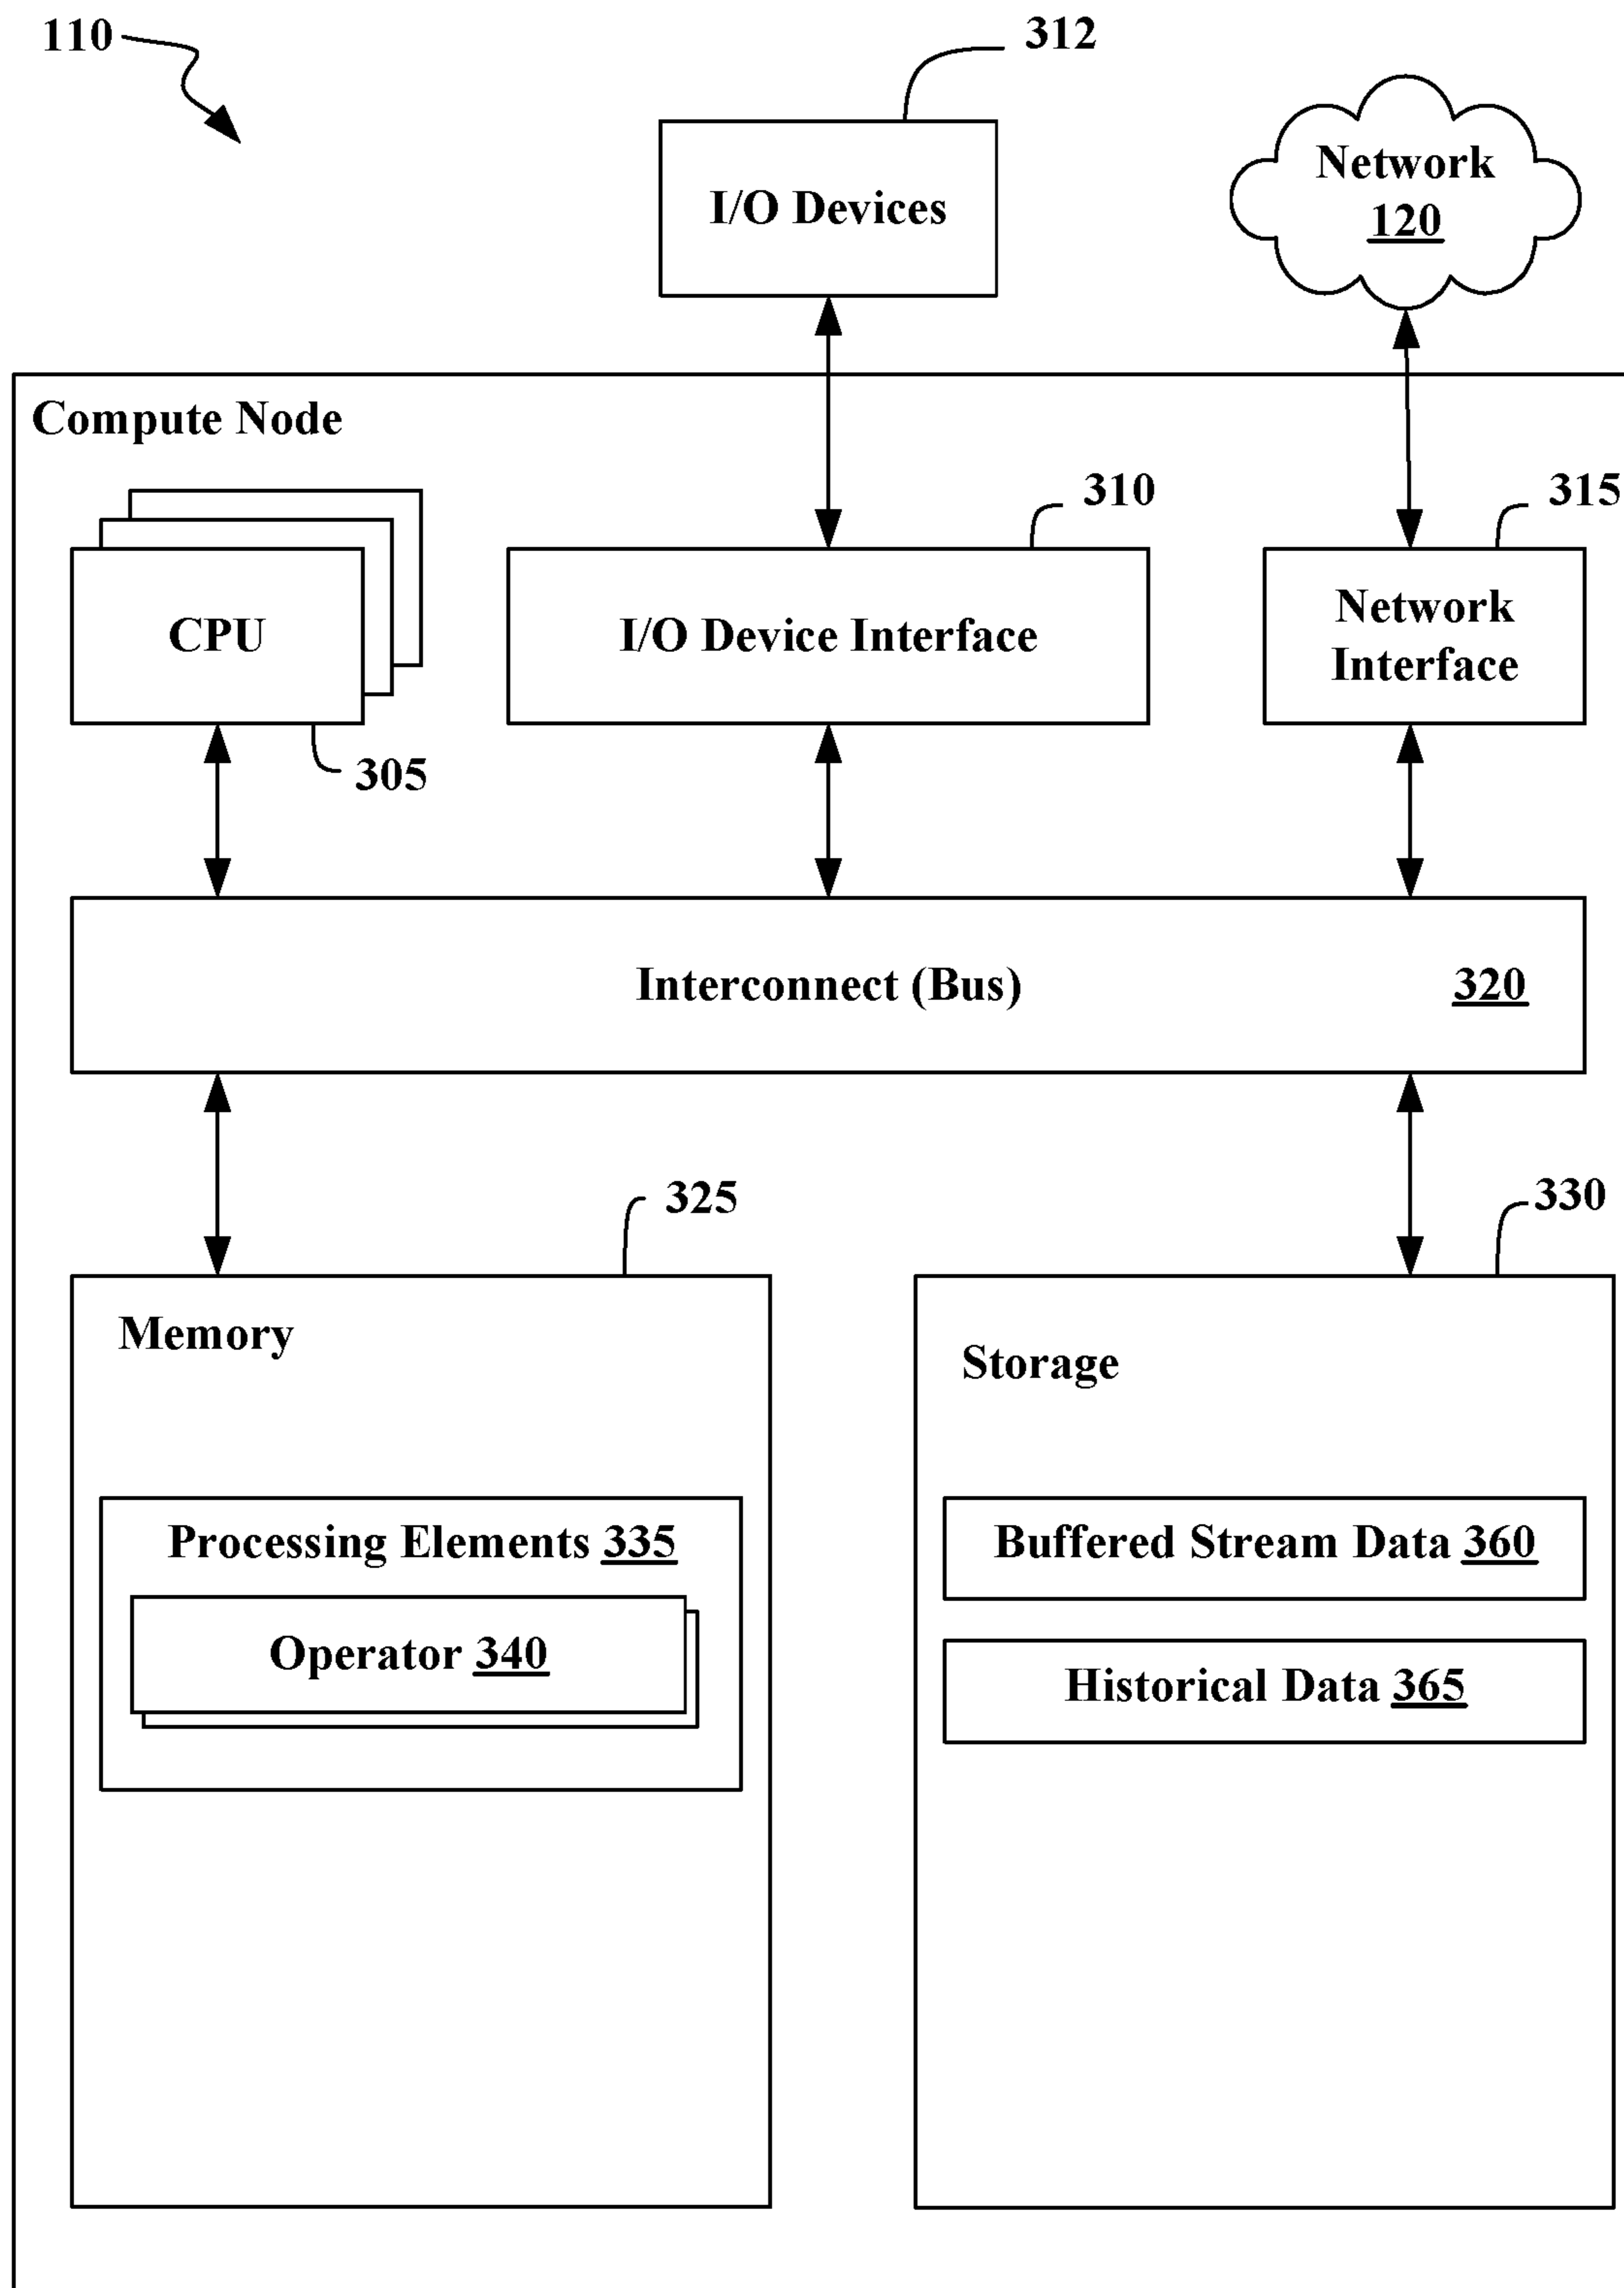 110
312
I/O Devices
Network
120
Compute Node
310
315
CPU
I/O Device Interface
Network
Interface
305
Interconnect (Bus)
320
325
330
Memory
Storage
Processing Elements 335
Operator 340
Buffered Stream Data 360
Historical Data 365